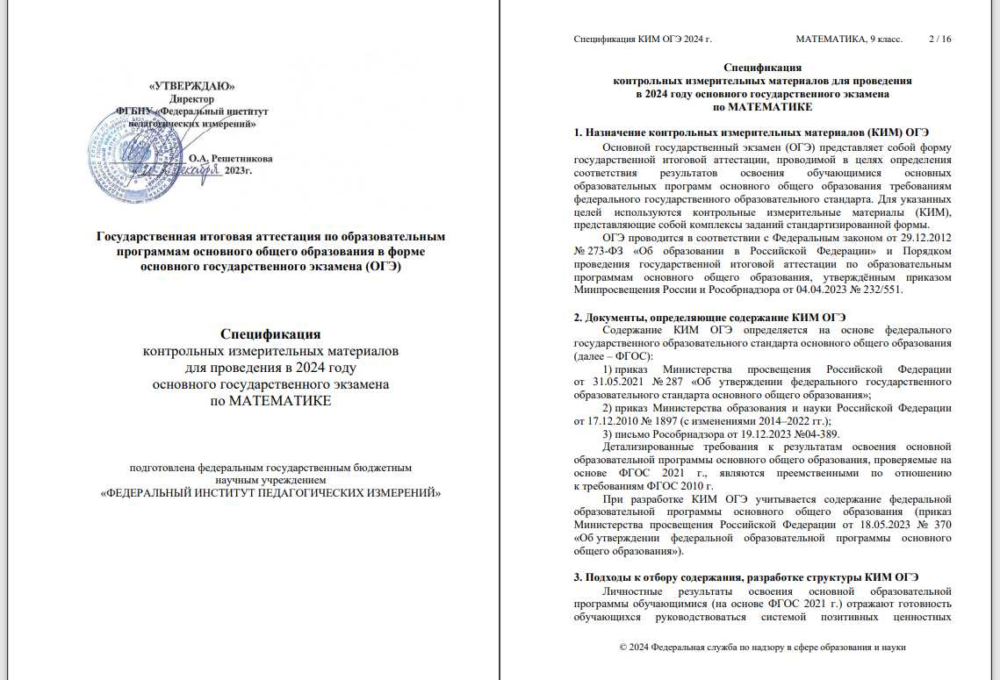 «УТВЕРЖДАЮ»
Директор
ФГБНУ «Федеральный институт
педагогических измерений»
О.А. Решетникова
декабря 2023г.
Государственная итоговая аттестация по образовательным
программам основного общего образования в форме
основного государственного экзамена (ОГЭ)
Спецификация
контрольных измерительных материалов
для проведения в 2024 году
основного государственного экзамена
по МАТЕМАТИКЕ
подготовлена федеральным государственным бюджетным
научным учреждением
«ФЕДЕРАЛЬНЫЙ ИНСТИТУТ ПЕДАГОГИЧЕСКИХ ИЗМЕРЕНИЙ»
Спецификация КИМ ОГЭ 2024 г. МАТЕМАТИКА, 9 класс. 2 / 16
Спецификация
контрольных измерительных материалов для проведения
в 2024 году основного государственного экзамена
по МАТЕМАТИКЕ
1. Назначение контрольных измерительных материалов (КИМ) ОГЭ
Основной государственный экзамен (ОГЭ) представляет собой форму
государственной итоговой аттестации, проводимой в целях определения
соответствия результатов освоения обучающимися основных
образовательных программ основного общего образования требованиям
федерального государственного образовательного стандарта. Для указанных
целей используются контрольные измерительные материалы (КИМ),
представляющие собой комплексы заданий стандартизированной формы.
ОГЭ проводится в соответствии с Федеральным законом от 29.12.2012
№ 273-ФЗ «Об образовании в Российской Федерации» и Порядком
проведения государственной итоговой аттестации по образовательным
программам основного общего образования, утверждённым приказом
Минпросвещения России и Рособрнадзора от 04.04.2023 № 232/551.
2. Документы, определяющие содержание КИМ ОГЭ
Содержание КИМ ОГЭ определяется на основе федерального
государственного образовательного стандарта основного общего образования
(далее – ФГОС):
1) приказ Министерства просвещения Российской Федерации
от 31.05.2021 № 287 «Об утверждении федерального государственного
образовательного стандарта основного общего образования»;
2) приказ Министерства образования и науки Российской Федерации
от 17.12.2010 № 1897 (с изменениями 2014–2022 гг.);
3) письмо Рособрнадзора от 19.12.2023 №04-389.
Детализированные требования к результатам освоения основной
образовательной программы основного общего образования, проверяемые на
основе ФГОС 2021 г., являются преемственными по отношению
к требованиям ФГОС 2010 г.
При разработке КИМ ОГЭ учитывается содержание федеральной
образовательной программы основного общего образования (приказ
Министерства просвещения Российской Федерации от 18.05.2023 № 370
«Об утверждении федеральной образовательной программы основного
общего образования»).
3. Подходы к отбору содержания, разработке структуры КИМ ОГЭ
Личностные результаты освоения основной образовательной
программы обучающимися (на основе ФГОС 2021 г.) отражают готовность
обучающихся руководствоваться системой позитивных ценностных
© 2024 Федеральная служба по надзору в сфере образования и науки